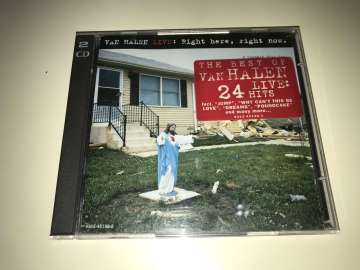 2
CD
VAN HALEN LIVE: Right here, right now.
THE BEST OF
VAN HALEN
24 LIVE:
HITS
Incl. "JUMP", "WHY CAN'T THIS BE
LOVE", "DREAMS", "POUNDCAKE"
and many more...